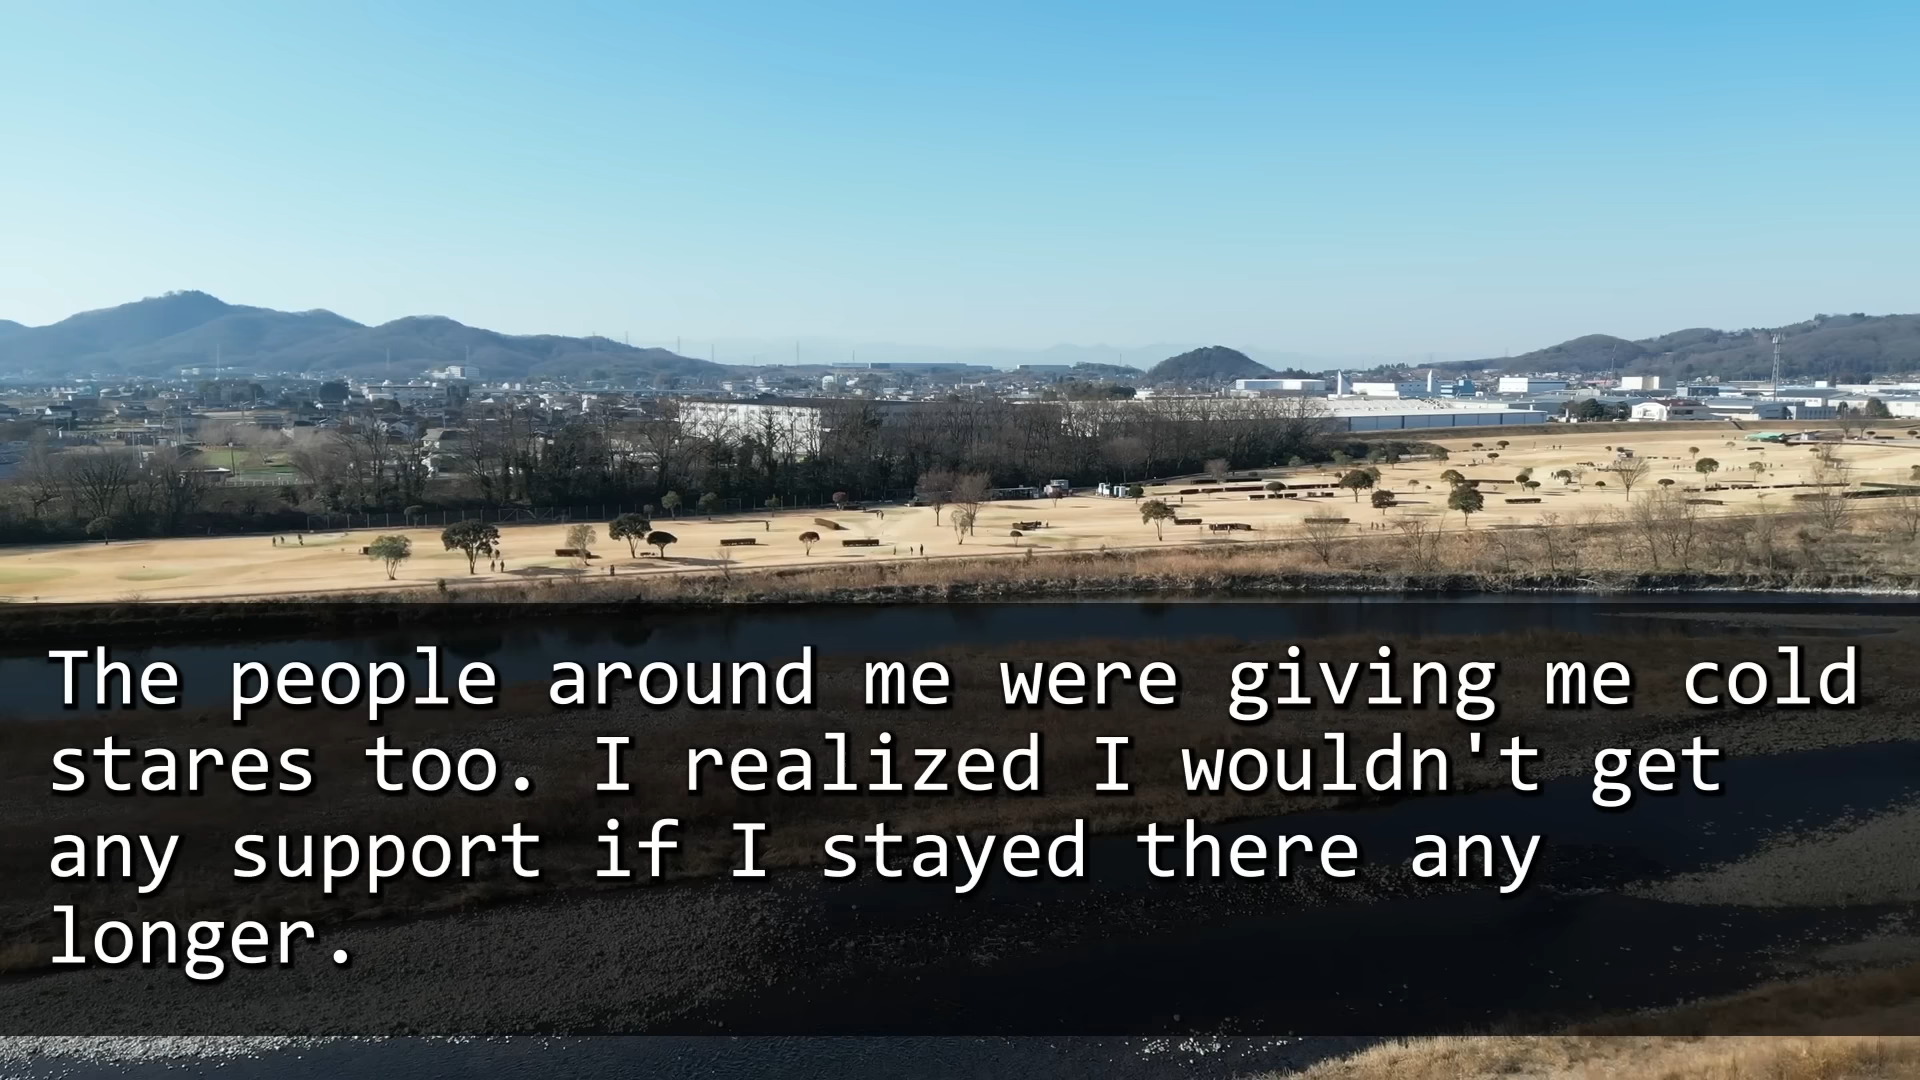 The people around me were giving me cold
stares too. I realized I wouldn't get
any support if I stayed there any
longer.